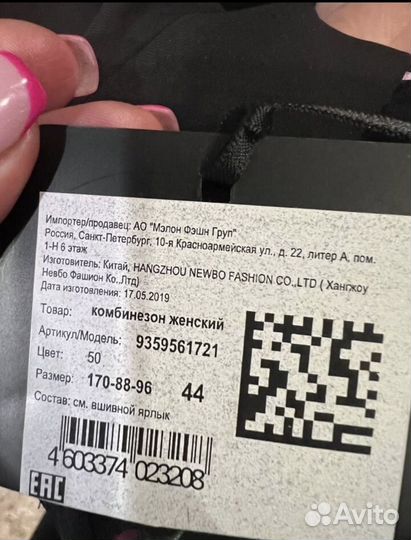 Импортер/продавец: АО "Мэлон Фэшн Груп"
Россия, Санкт-Петербург, 10-я Красноармейская ул., д. 22, литер А, пом.
1-Н 6 этаж
Изготовитель: Китай, HANGZHOU NEWBO FASHION CO.,LTD ( Хангжоу
Невбо Фашион Ко.,Лтд)
Дата изготовления: 17.05.2019
Товар: комбинезон женский
Артикул/Модель: 9359561721
Цвет: 50
Размер: 170-88-96 44
Состав: см. вшивной ярлык
4 603374 023208
EAC
Avito